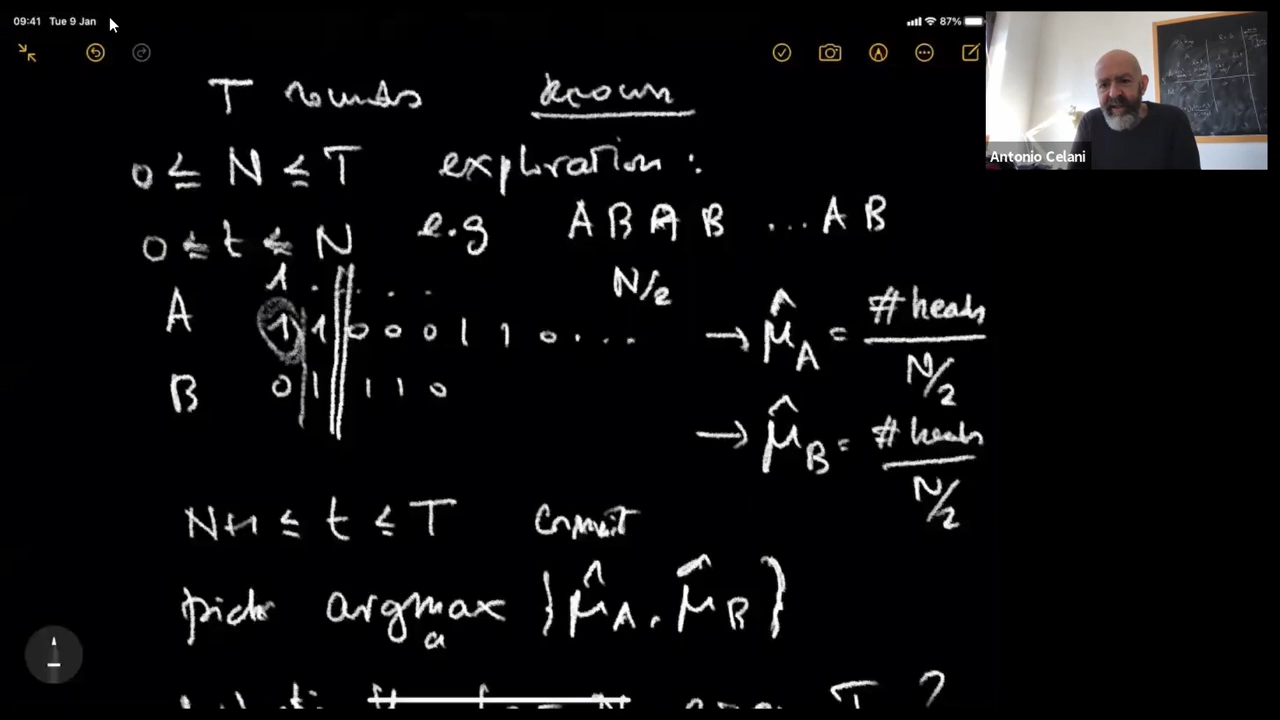 09:41 Tue 9 Jan 87%
T rounds known
0 ≤ N ≤ T exploration :
0 ≤ t ≤ N e.g A B A B ... A B
1 . . . . N/2
A 1 1 0 0 0 1 1 0 . . . → μ̂A = # heads / N/2
B 0 1 1 1 0 → μ̂B = # heads / N/2
N+1 ≤ t ≤ T commit
pick argmax a { μ̂A , μ̂B }
T ?
Antonio Celani